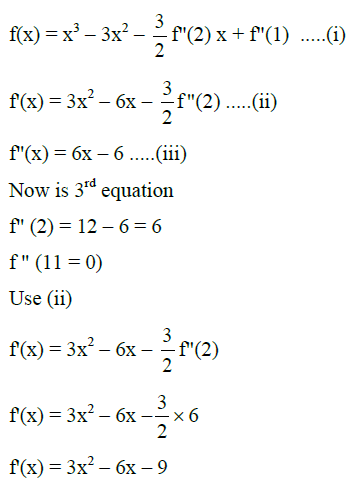 f(x) = x³ – 3x² – 3/2 f''(2) x + f''(1) .....(i)
f'(x) = 3x² – 6x – 3/2 f''(2) .....(ii)
f''(x) = 6x – 6 .....(iii)
Now is 3rd equation
f'' (2) = 12 – 6 = 6
f '' (11 = 0)
Use (ii)
f'(x) = 3x² – 6x – 3/2 f''(2)
f'(x) = 3x² – 6x – 3/2 × 6
f'(x) = 3x² – 6x – 9